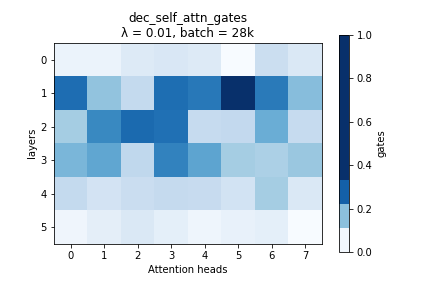 dec_self_attn_gates
λ = 0.01, batch = 28k
layers
0
1
2
3
4
5
0 1 2 3 4 5 6 7
Attention heads
1.0
0.8
0.6
0.4
0.2
0.0
gates